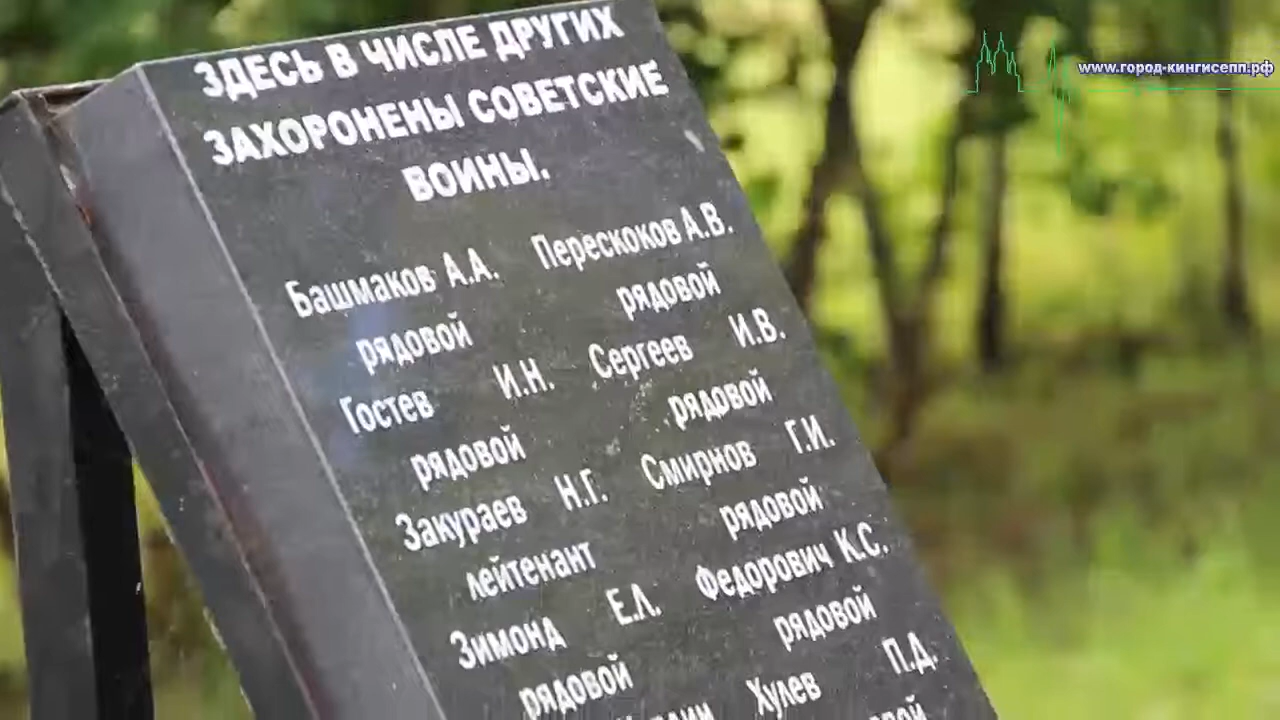 www.город-кингисепп.рф
ЗДЕСЬ В ЧИСЛЕ ДРУГИХ
ЗАХОРОНЕНЫ СОВЕТСКИЕ
ВОИНЫ.
Башмаков А.А. Перескоков А.В.
рядовой рядовой
Гостев И.Н. Сергеев И.В.
рядовой рядовой
Закураев Н.Г. Смирнов Г.И.
лейтенант рядовой
Зимонд Е.Л. Федорович К.С.
рядовой рядовой
Хулев П.Д.